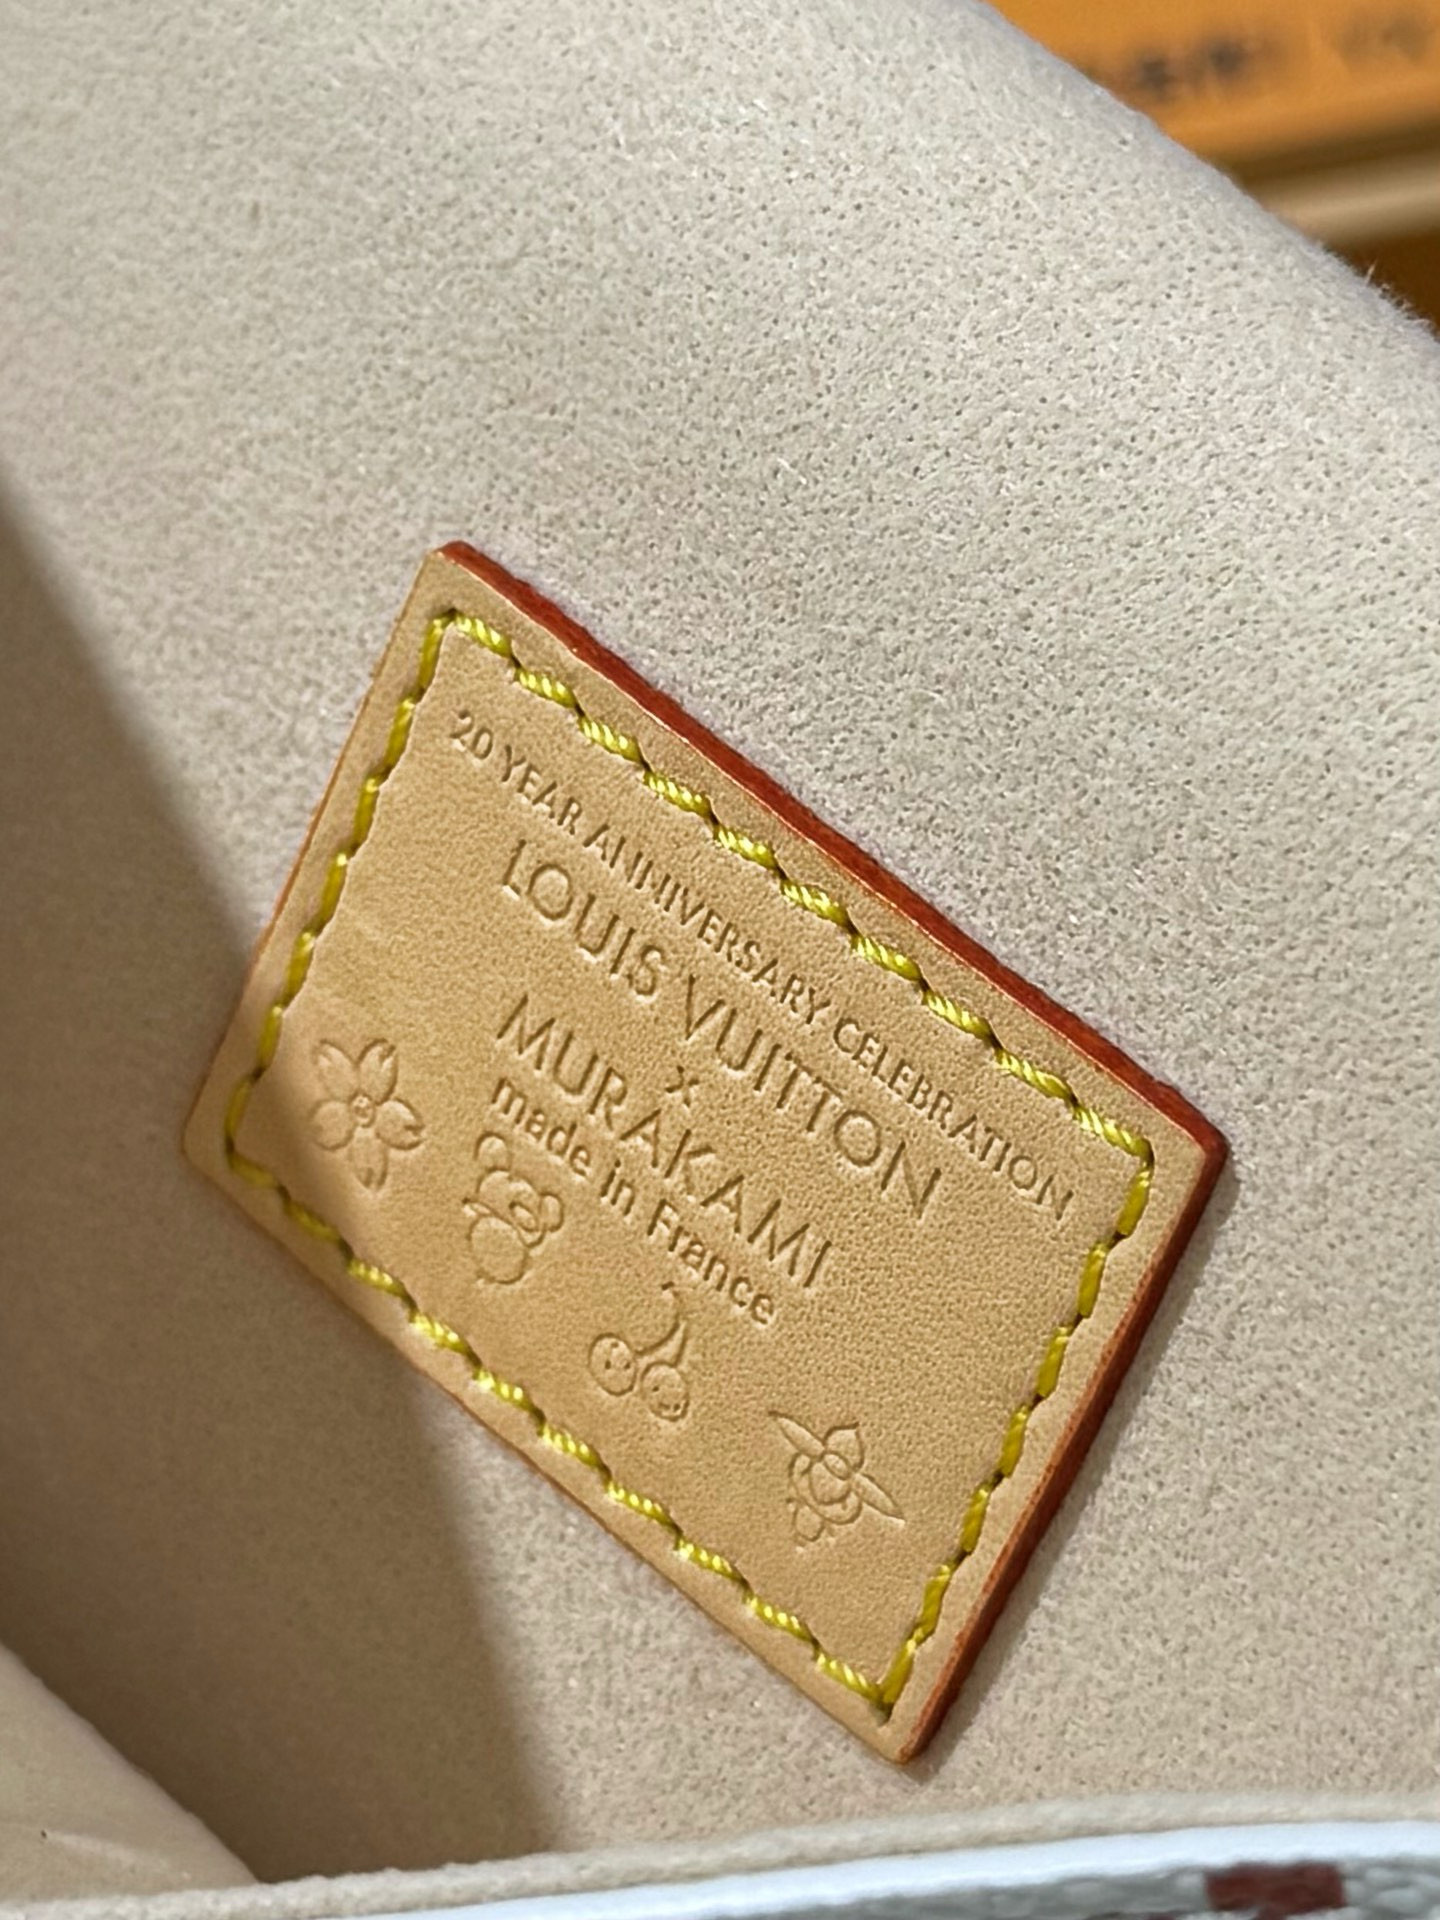 20 YEAR ANNIVERSARY CELEBRATION
LOUIS VUITTON
x
MURAKAMI
made in France